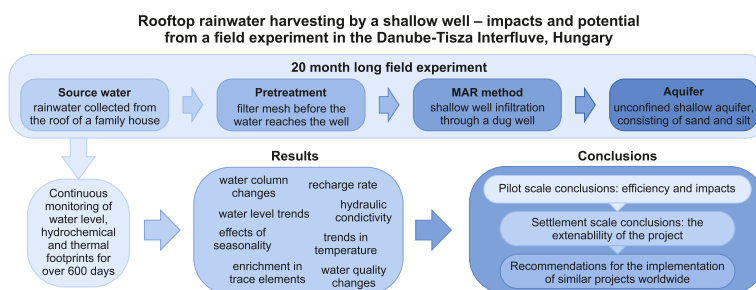 Rooftop rainwater harvesting by a shallow well – impacts and potential
from a field experiment in the Danube-Tisza Interfluve, Hungary
20 month long field experiment
Source water
rainwater collected from
the roof of a family house
Pretreatment
filter mesh before the
water reaches the well
MAR method
shallow well infiltration
through a dug well
Aquifer
unconfined shallow aquifer,
consisting of sand and silt
Continuous
monitoring of
water level,
hydrochemical
and thermal
footprints for
over 600 days
Results
water column
changes
recharge rate
water level trends
hydraulic
condictivity
effects of
seasonality
trends in
temperature
enrichment in
trace elements
water quality
changes
Conclusions
Pilot scale conclusions: efficiency and impacts
Settlement scale conclusions: the
extenablility of the project
Recommendations for the implementation
of similar projects worldwide